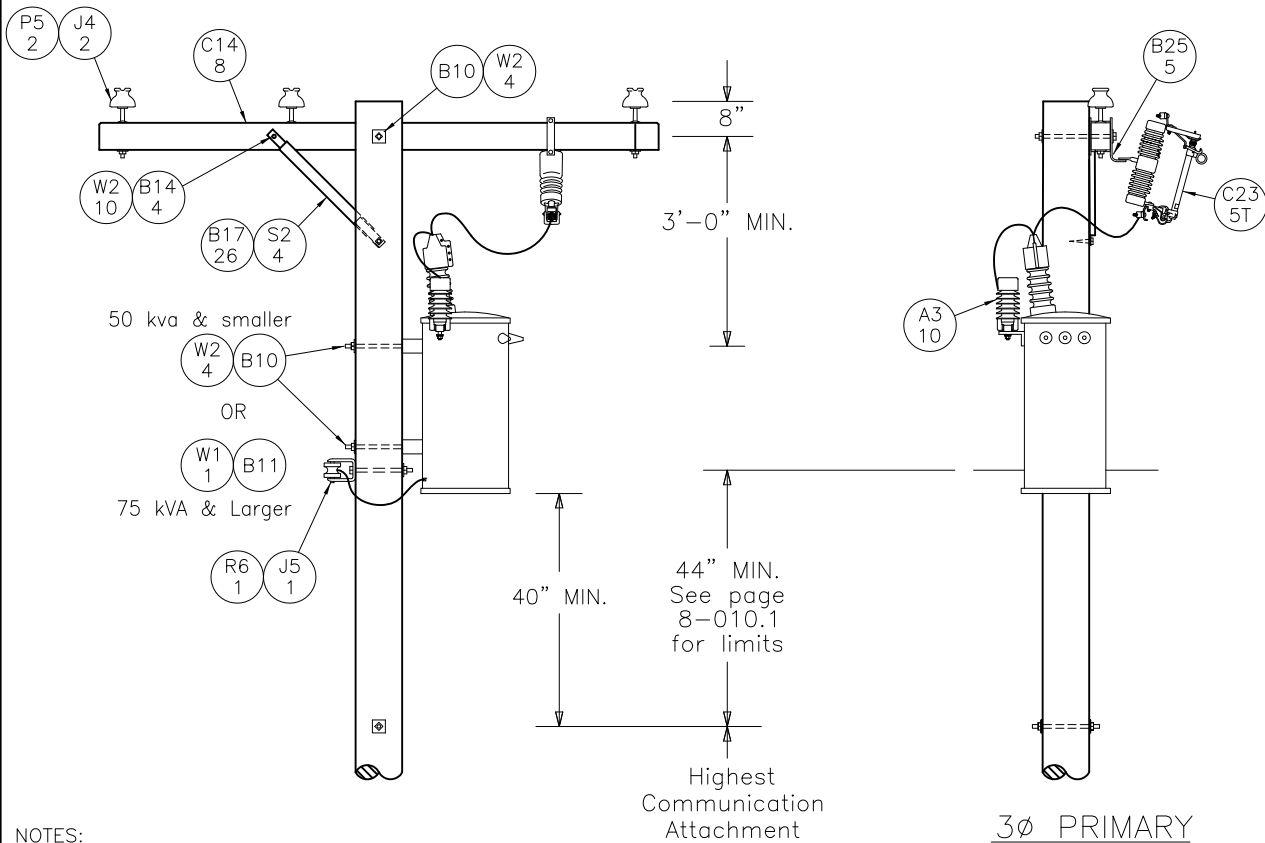 P5
2
J4
2
C14
8
B10
W2
4
8”
B25
5
W2
10
B14
4
3’-0” MIN.
C23
5T
B17
26
S2
4
A3
10
50 kva & smaller
W2
4
B10
OR
W1
1
B11
75 kVA & Larger
R6
1
J5
1
40” MIN.
44” MIN.
See page
8-010.1
for limits
Highest
Communication
Attachment
3ø PRIMARY
NOTES: